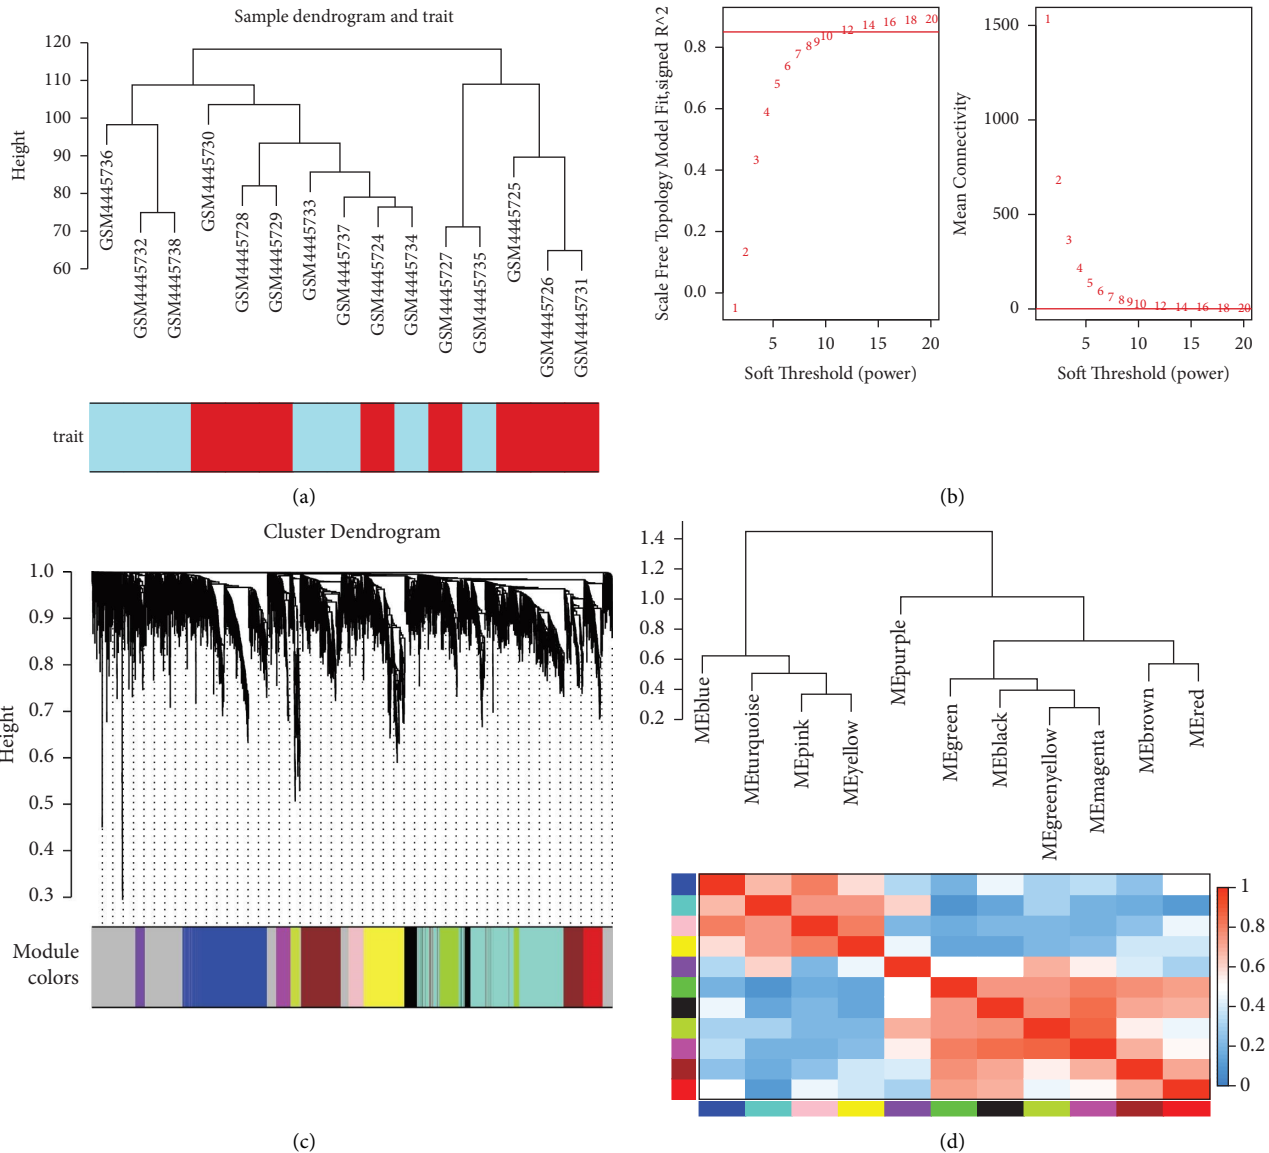 Sample dendrogram and trait
Height
120
110
100
90
80
70
60
GSM4445736
GSM4445732
GSM4445738
GSM4445730
GSM4445728
GSM4445729
GSM4445733
GSM4445737
GSM4445724
GSM4445734
GSM4445727
GSM4445735
GSM4445725
GSM4445726
GSM4445731
trait
(a)
Scale Free Topology Model Fit,signed R^2
0.8
0.6
0.4
0.2
0.0
1
2
3
4
5
6
7
8
9
10
12
14
16
18
20
5 10 15 20
Soft Threshold (power)
Mean Connectivity
1500
1000
500
0
1
2
3
4
5
6
7
8
9
10
12
14
16
18
20
5 10 15 20
Soft Threshold (power)
(b)
Cluster Dendrogram
Height
1.0
0.9
0.8
0.7
0.6
0.5
0.4
0.3
Module
colors
(c)
1.4
1.2
1.0
0.8
0.6
0.4
0.2
MEblue
MEturquoise
MEpink
MEyellow
MEpurple
MEgreen
MEblack
MEgreenyellow
MEmagenta
MEbrown
MEred
1
0.8
0.6
0.4
0.2
0
(d)